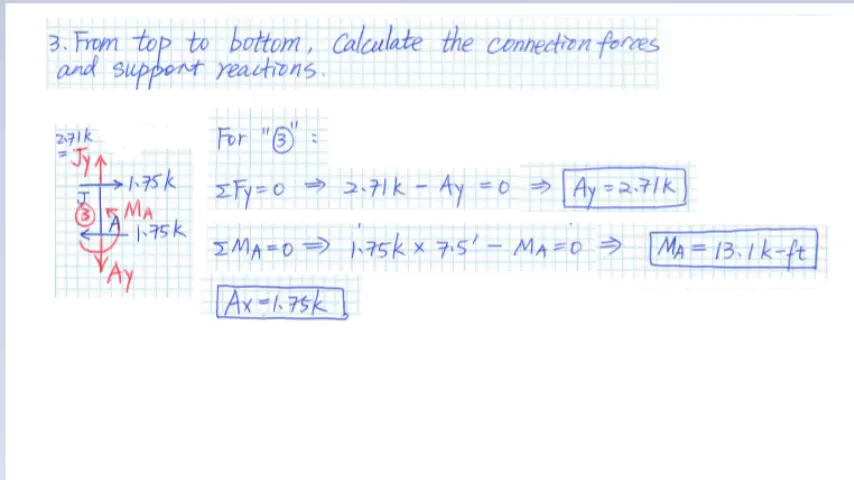 3. From top to bottom, calculate the connection forces
and support reactions.
2.71k
= Jy
1.75k
J
3
MA
A
1.75k
Ay
For "③" :
ΣFy=0 ⇒ 2.71k - Ay = 0 ⇒ Ay=2.71k
ΣMA=0 ⇒ 1.75k × 7.5' - MA=0 ⇒ MA = 13.1k-ft
Ax=1.75k